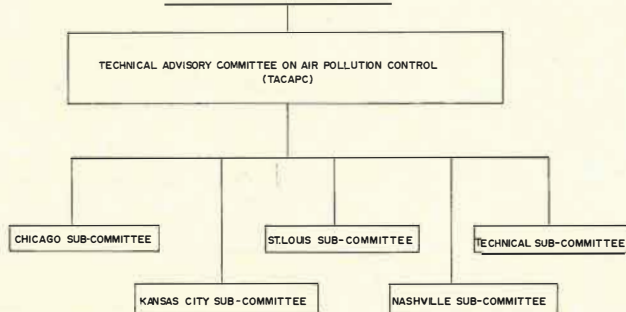 TECHNICAL ADVISORY COMMITTEE ON AIR POLLUTION CONTROL
(TACAPC)
CHICAGO SUB-COMMITTEE
ST.LOUIS SUB-COMMITTEE
TECHNICAL SUB-COMMITTEE
KANSAS CITY SUB-COMMITTEE
NASHVILLE SUB-COMMITTEE